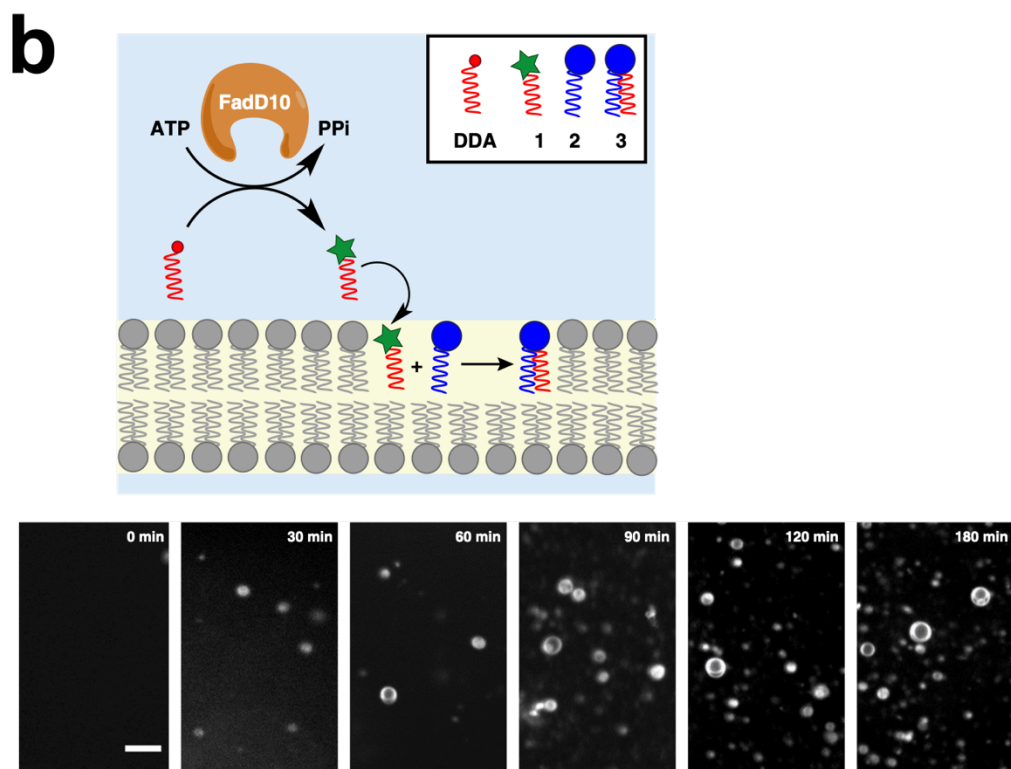 b
FadD10
ATP
PPi
DDA
1
2
3
+
0 min
30 min
60 min
90 min
120 min
180 min